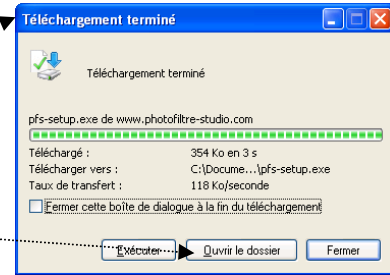 Téléchargement terminé
Téléchargement terminé
pfs-setup.exe de www.photofiltre-studio.com
Téléchargé : 354 Ko en 3 s
Télécharger vers : C:\Docume...\pfs-setup.exe
Taux de transfert : 118 Ko/seconde
Fermer cette boîte de dialogue à la fin du téléchargement
Exécuter Ouvrir le dossier Fermer